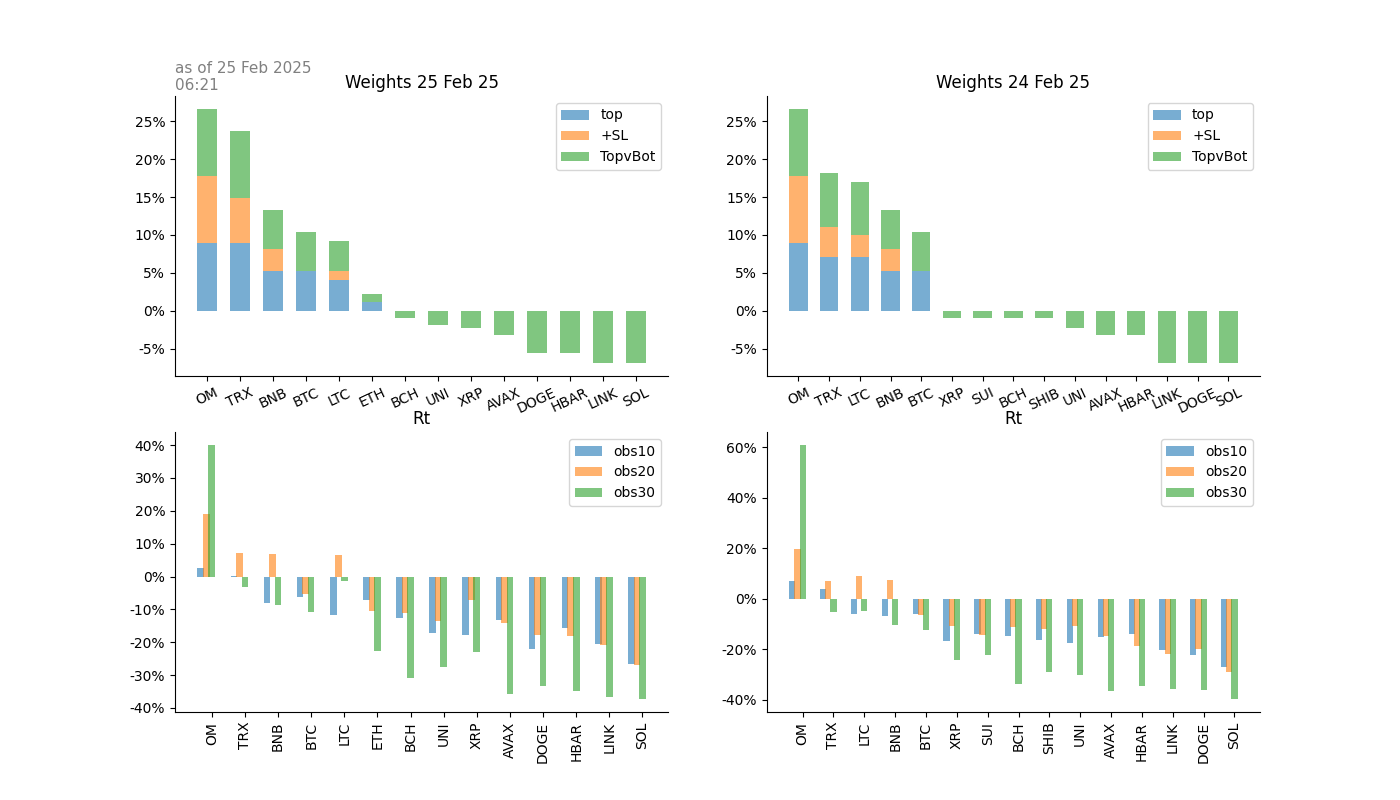 as of 25 Feb 2025
06:21
Weights 25 Feb 25
25%
20%
15%
10%
5%
0%
-5%
top
+SL
TopvBot
OM TRX BNB BTC LTC ETH BCH UNI XRP AVAX DOGE HBAR LINK SOL
Weights 24 Feb 25
25%
20%
15%
10%
5%
0%
-5%
top
+SL
TopvBot
OM TRX LTC BNB BTC XRP SUI BCH SHIB UNI AVAX HBAR LINK DOGE SOL
Rt
40%
30%
20%
10%
0%
-10%
-20%
-30%
-40%
obs10
obs20
obs30
OM TRX BNB BTC LTC ETH BCH UNI XRP AVAX DOGE HBAR LINK SOL
Rt
60%
40%
20%
0%
-20%
-40%
obs10
obs20
obs30
OM TRX LTC BNB BTC XRP SUI BCH SHIB UNI AVAX HBAR LINK DOGE SOL